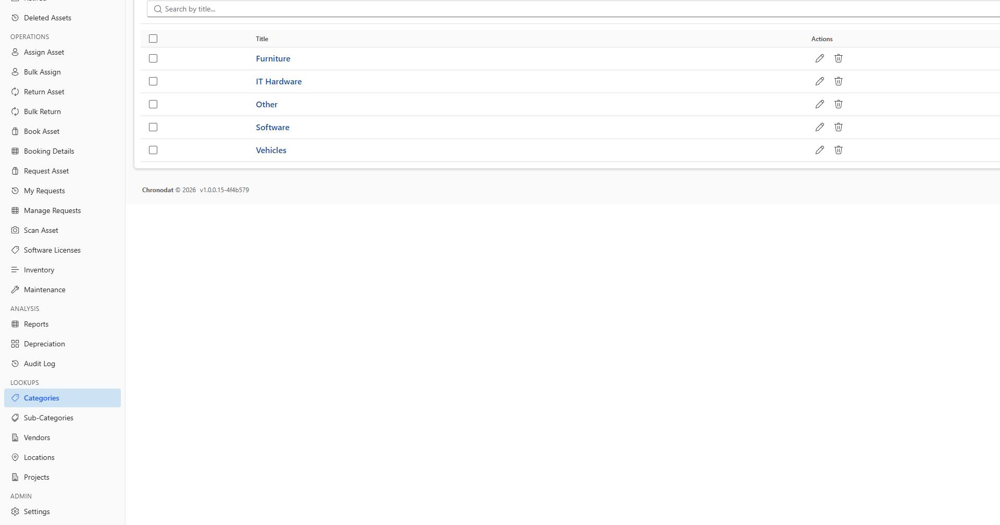 Deleted Assets
OPERATIONS
Assign Asset
Bulk Assign
Return Asset
Bulk Return
Book Asset
Booking Details
Request Asset
My Requests
Manage Requests
Scan Asset
Software Licenses
Inventory
Maintenance
ANALYSIS
Reports
Depreciation
Audit Log
LOOKUPS
Categories
Sub-Categories
Vendors
Locations
Projects
ADMIN
Settings
Search by title...
Title Actions
Furniture
IT Hardware
Other
Software
Vehicles
Chronodat © 2026 v1.0.0.15-4f4b579